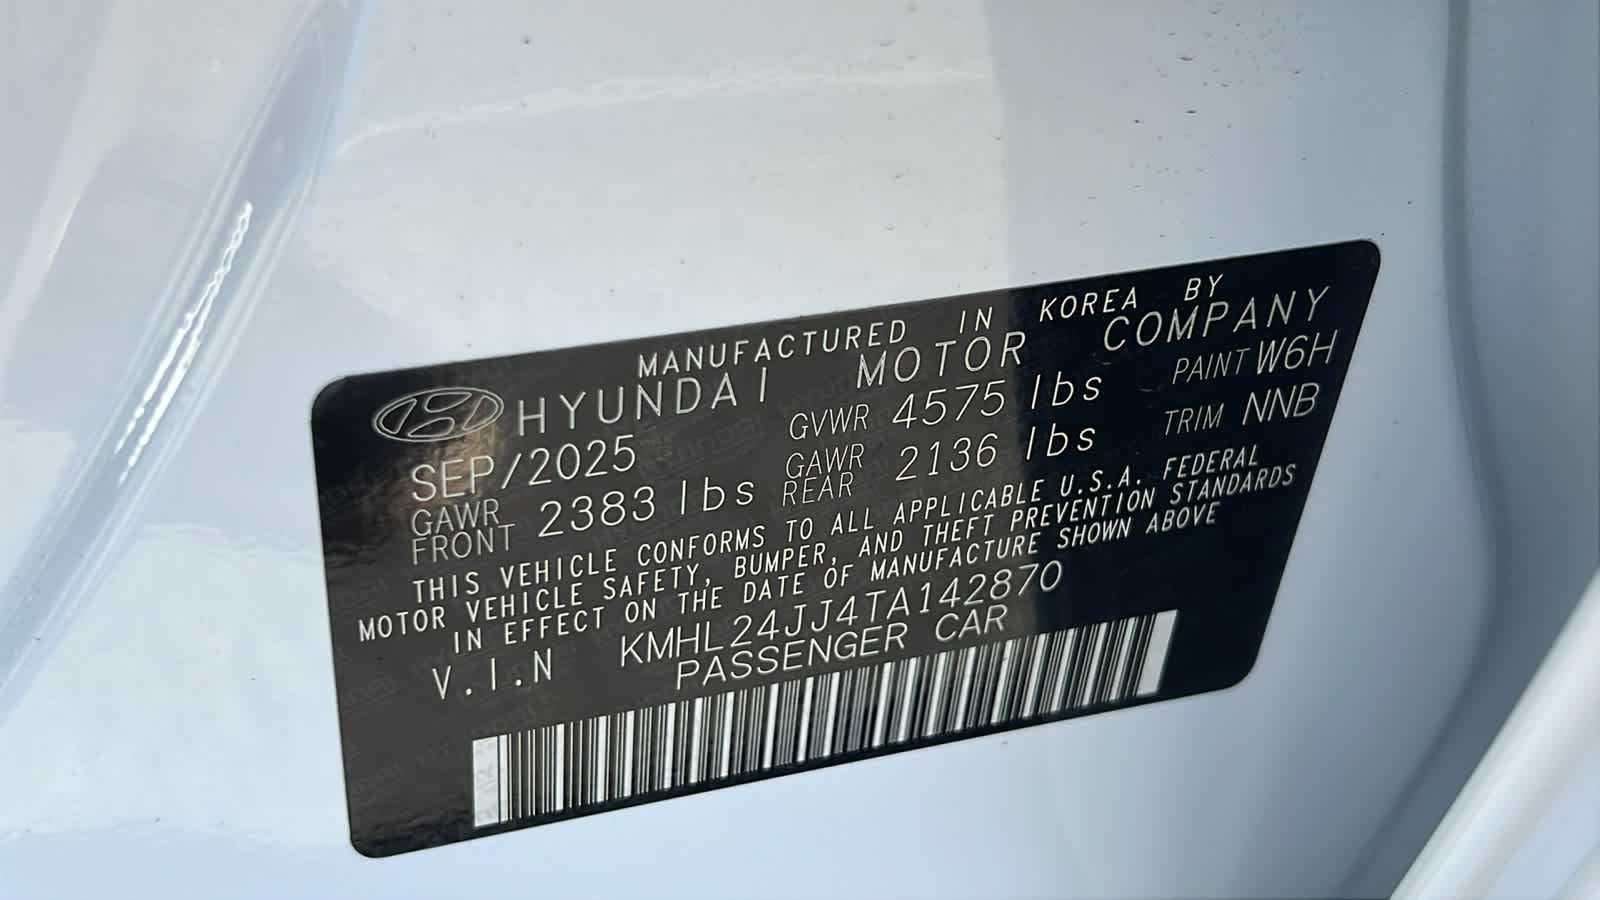 MANUFACTURED IN KOREA BY
HYUNDAI MOTOR COMPANY
SEP/2025 GVWR 4575 lbs PAINT W6H
GAWR FRONT 2383 lbs GAWR REAR 2136 lbs TRIM NNB
THIS VEHICLE CONFORMS TO ALL APPLICABLE U.S.A. FEDERAL
MOTOR VEHICLE SAFETY, BUMPER, AND THEFT PREVENTION STANDARDS
IN EFFECT ON THE DATE OF MANUFACTURE SHOWN ABOVE
V.I.N KMHL24JJ4TA142870
PASSENGER CAR